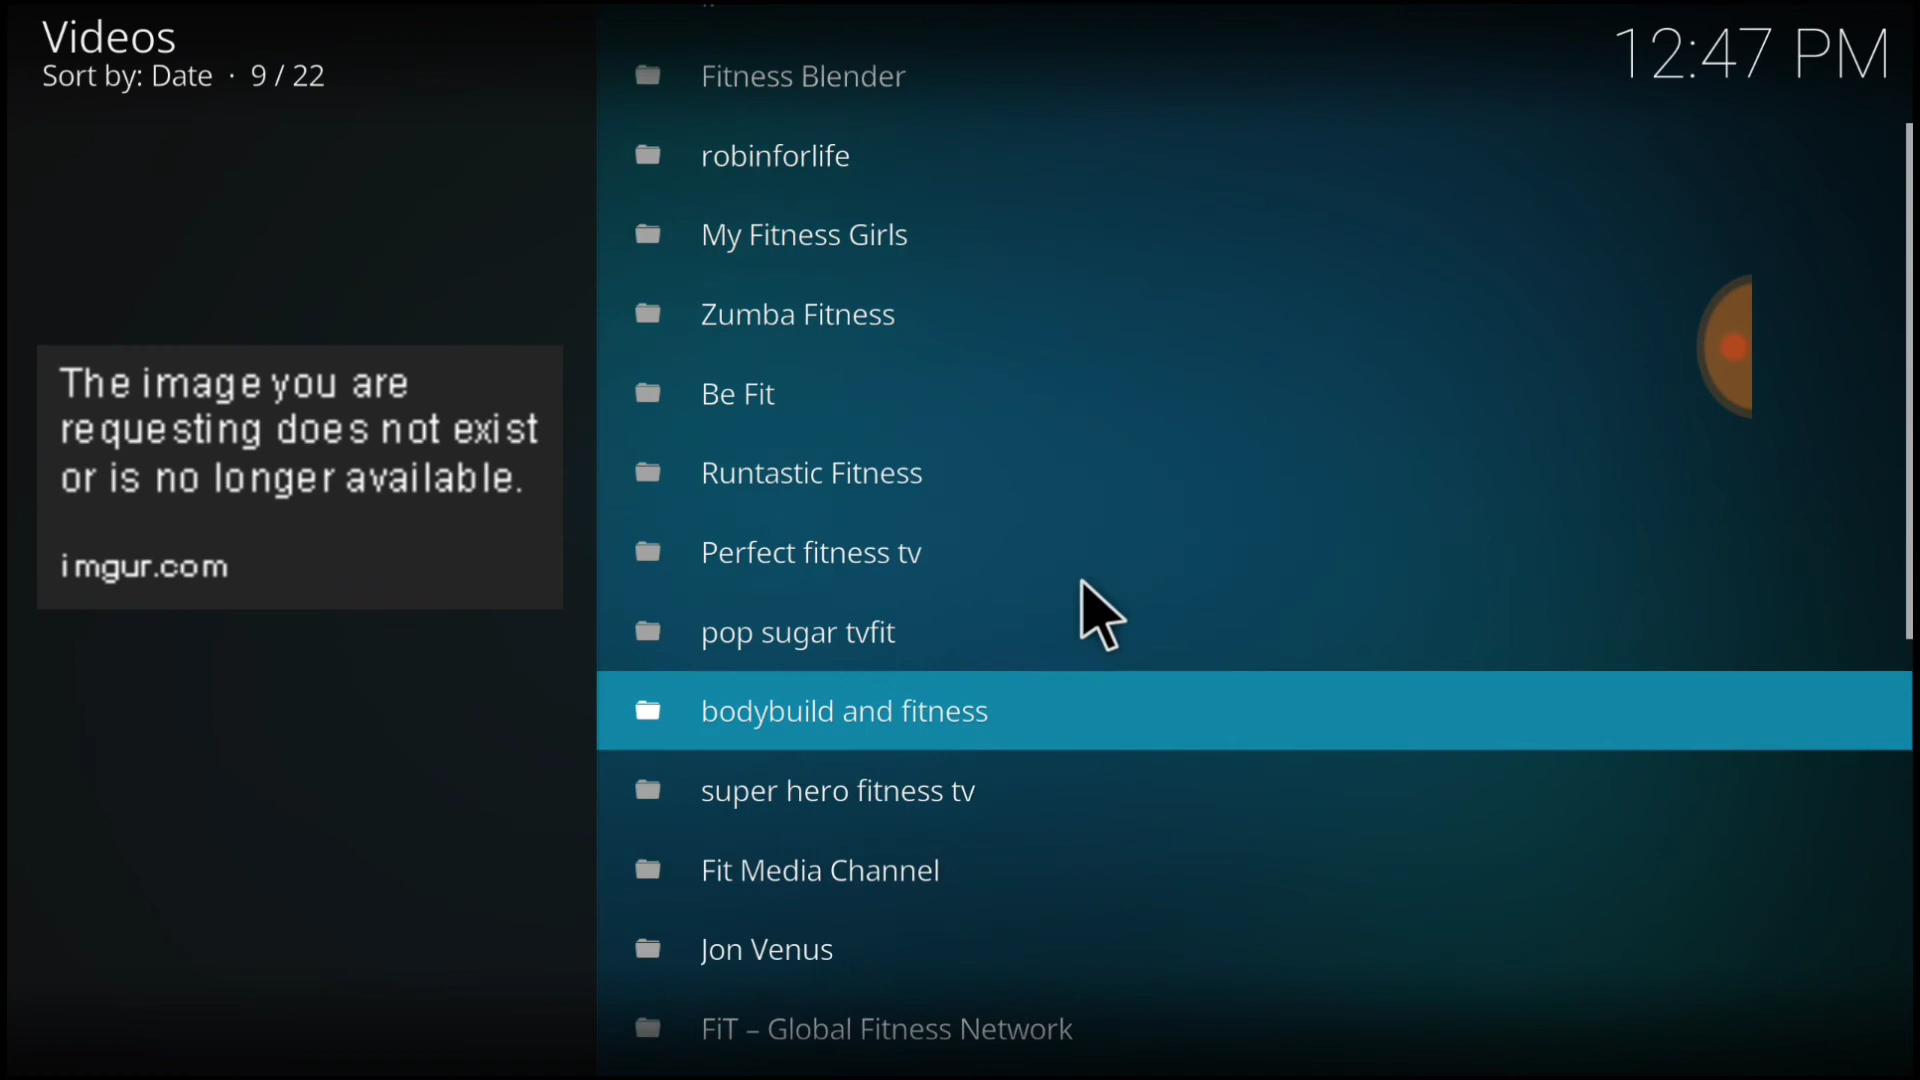 Videos
Sort by: Date · 9 / 22
12:47 PM
..
Fitness Blender
robinforlife
My Fitness Girls
Zumba Fitness
Be Fit
Runtastic Fitness
Perfect fitness tv
pop sugar tvfit
bodybuild and fitness
super hero fitness tv
Fit Media Channel
Jon Venus
FiT – Global Fitness Network
The image you are
requesting does not exist
or is no longer available.
imgur.com